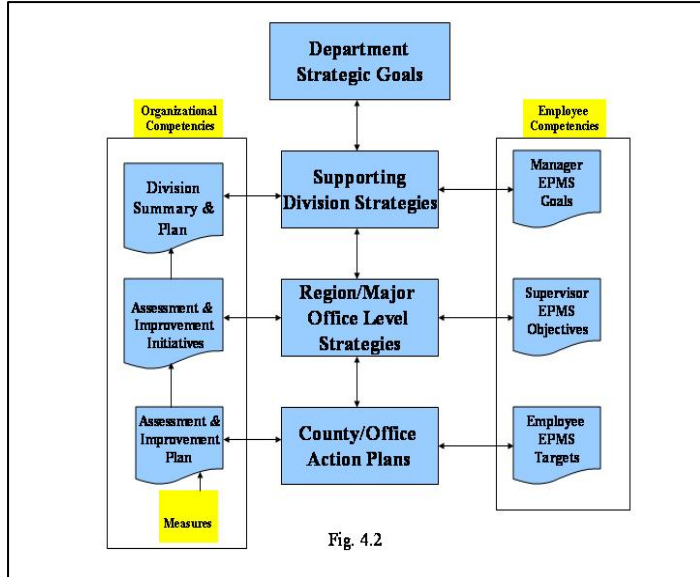 Department
Strategic Goals
Organizational
Competencies
Employee
Competencies
Division
Summary &
Plan
Supporting
Division Strategies
Manager
EPMS
Goals
Assessment &
Improvement
Initiatives
Region/Major
Office Level
Strategies
Supervisor
EPMS
Objectives
Assessment &
Improvement
Plan
County/Office
Action Plans
Employee
EPMS
Targets
Measures
Fig. 4.2